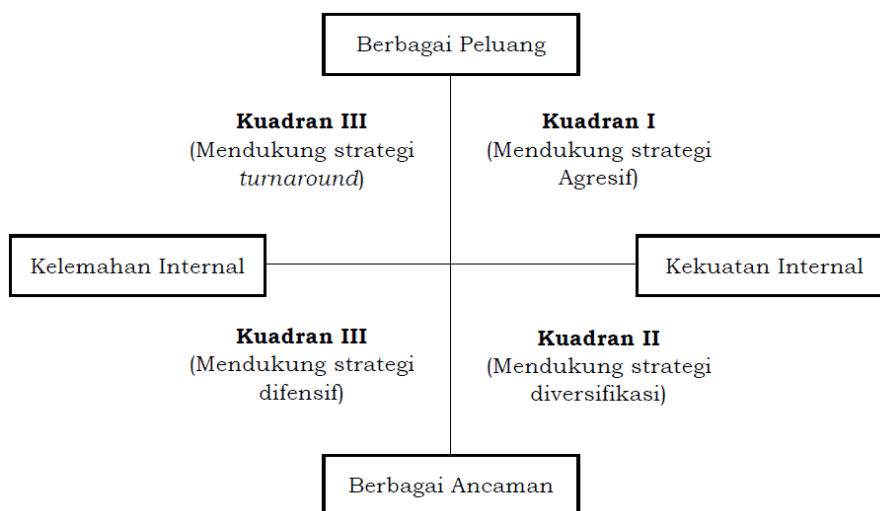 Berbagai Peluang
Kuadran III
(Mendukung strategi
turnaround)
Kuadran I
(Mendukung strategi
Agresif)
Kelemahan Internal
Kekuatan Internal
Kuadran III
(Mendukung strategi
difensif)
Kuadran II
(Mendukung strategi
diversifikasi)
Berbagai Ancaman